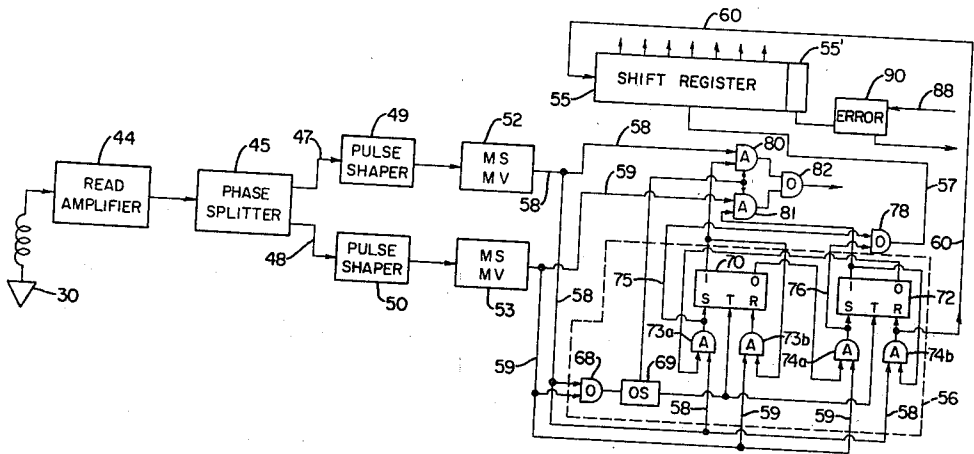 60
55'
SHIFT REGISTER
55
90
ERROR
88
44
READ
AMPLIFIER
45
PHASE
SPLITTER
47
48
49
PULSE
SHAPER
52
MS
MV
58
58
80
A
82
O
59
A
81
57
78
O
60
30
PULSE
SHAPER
50
MS
MV
53
58
75
70
1 O
S T R
76
1 O
S T R
72
73a
A
A
73b
74a
A
A
74b
59
68
O
69
OS
58
59
59
58
56